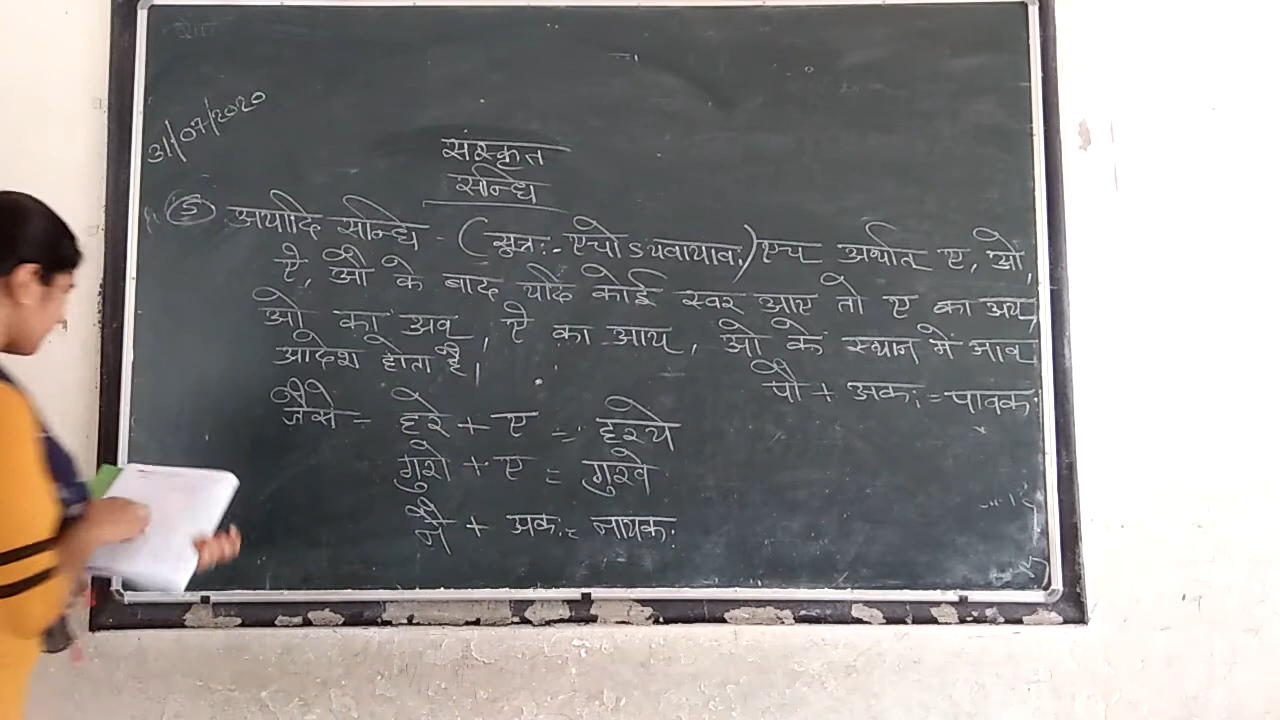 31/07/2020
संस्कृत
सन्धि
5 अयादि सन्धि - (सूत्र:- एचोऽयवायाव:) एच अर्थात ए, ओ,
ऐ, औ के बाद यदि कोई स्वर आए तो ए का अय,
ओ का अव, ऐ का आय, औ के स्थान में आव
आदेश होता है।
पौ + अक: = पावक:
जैसे - हरे + ए = हरये
गुरो + ए = गुरवे
नै + अक: = नायक: